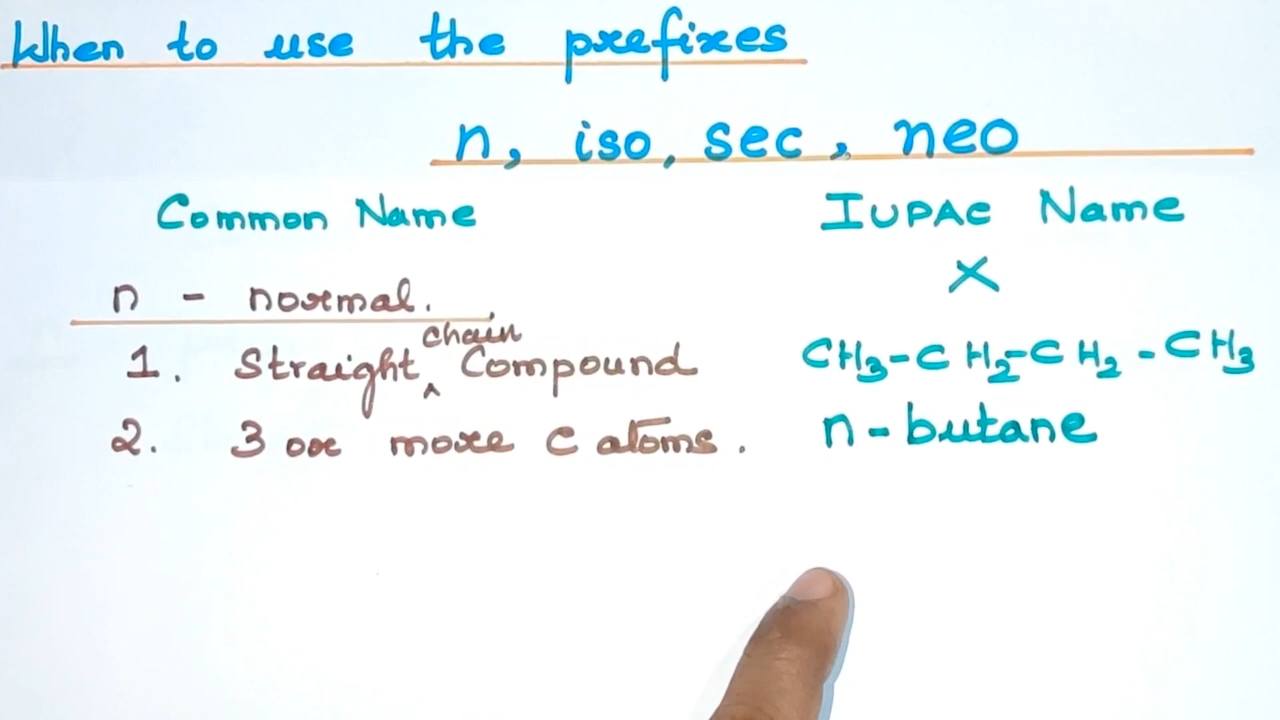 When to use the prefixes
n, iso, sec, neo
Common Name
IUPAC Name
X
n - normal.
1. Straight chain Compound
2. 3 or more C atoms.
CH3-CH2-CH2-CH3
n-butane